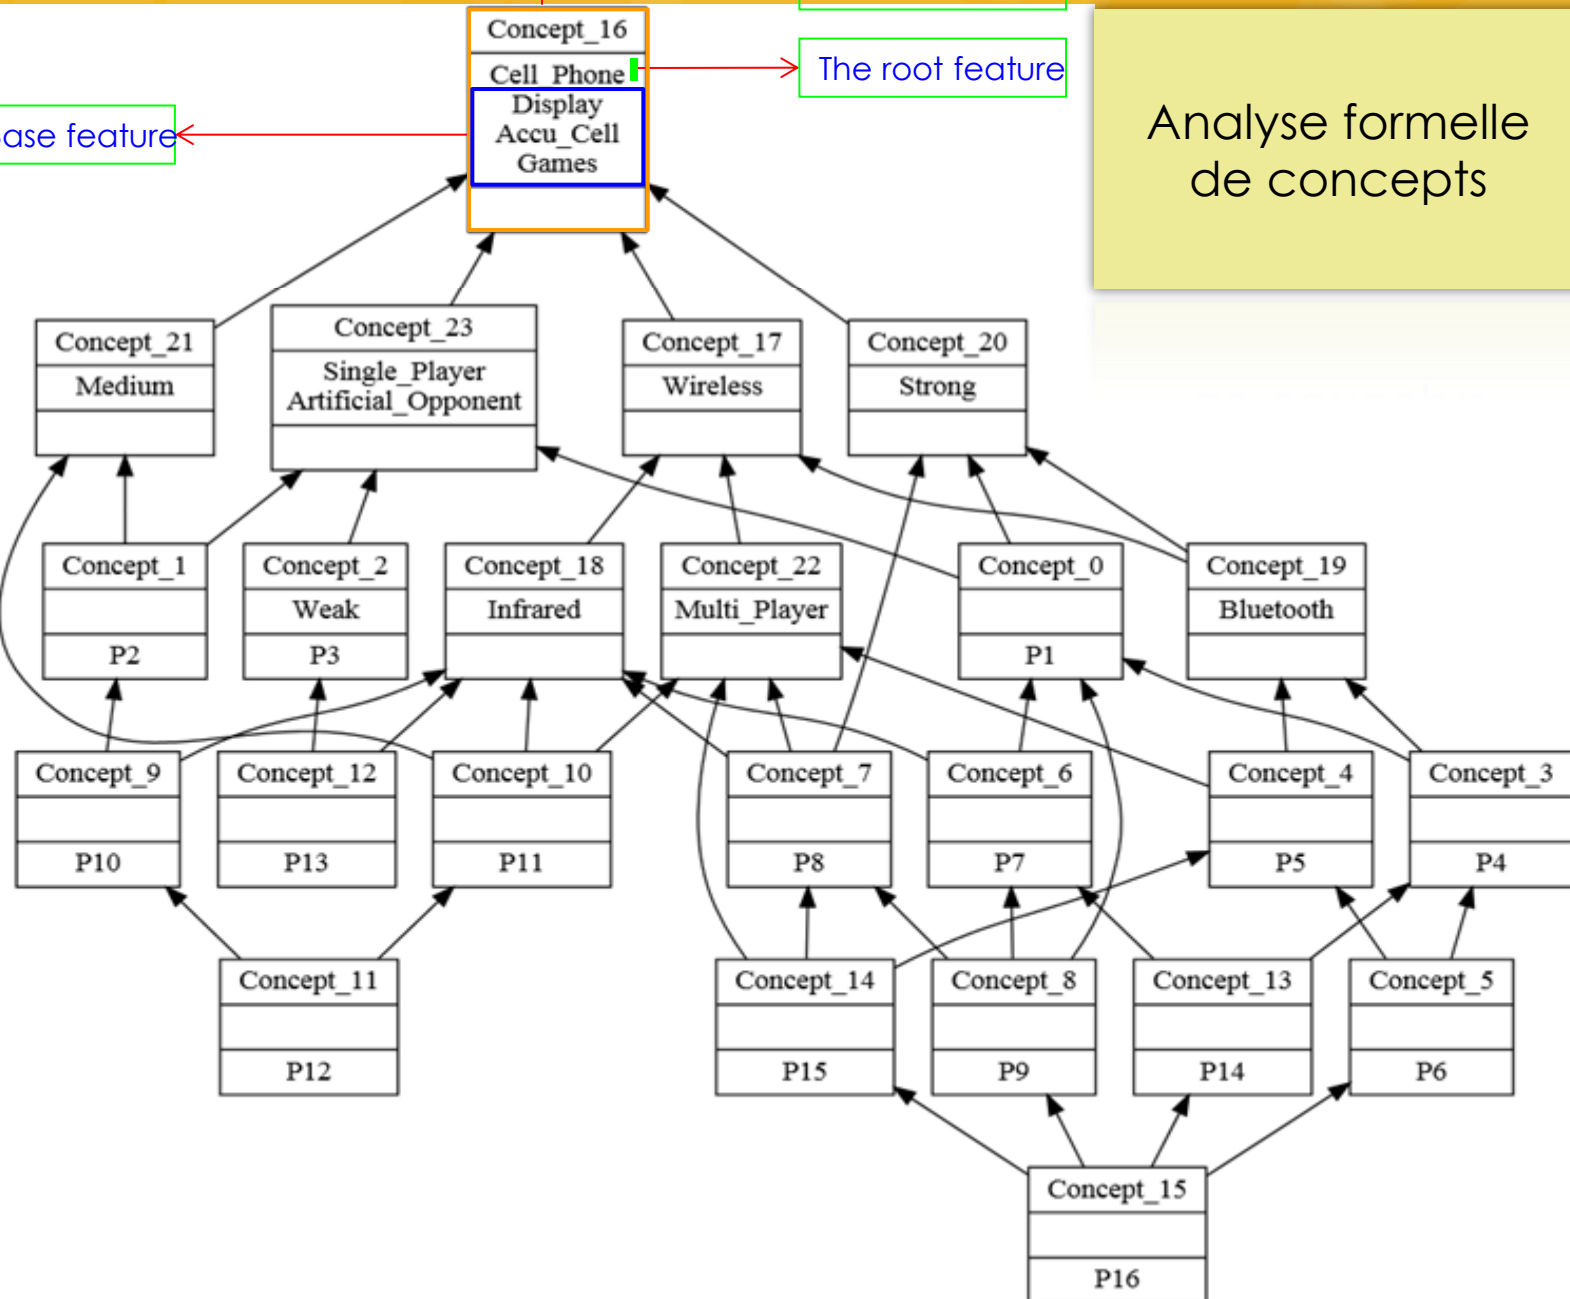 Concept_16
Cell_Phone
Display
Accu_Cell
Games
The root feature
feature
Analyse formelle
de concepts
Concept_21
Medium
Concept_23
Single_Player
Artificial_Opponent
Concept_17
Wireless
Concept_20
Strong
Concept_1
P2
Concept_2
Weak
P3
Concept_18
Infrared
Concept_22
Multi_Player
Concept_0
P1
Concept_19
Bluetooth
Concept_9
P10
Concept_12
P13
Concept_10
P11
Concept_7
P8
Concept_6
P7
Concept_4
P5
Concept_3
P4
Concept_11
P12
Concept_14
P15
Concept_8
P9
Concept_13
P14
Concept_5
P6
Concept_15
P16